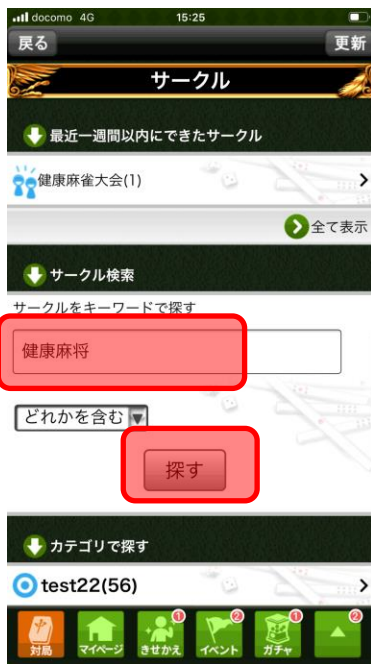 docomo 4G 15:25
戻る 更新
サークル
最近一週間以内にできたサークル
健康麻雀大会(1)
全て表示
サークル検索
サークルをキーワードで探す
健康麻将
どれかを含む
探す
カテゴリで探す
test22(56)
1 2 1 2
対局 マイページ きせかえ イベント ガチャ